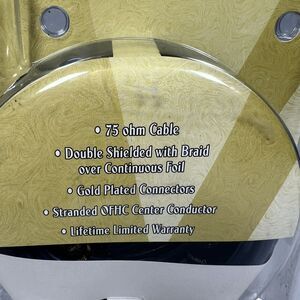 • 75 ohm Cable
• Double Shielded with Braid
over Continuous Foil
• Gold Plated Connectors
• Stranded OFHC Center Conductor
• Lifetime Limited Warranty